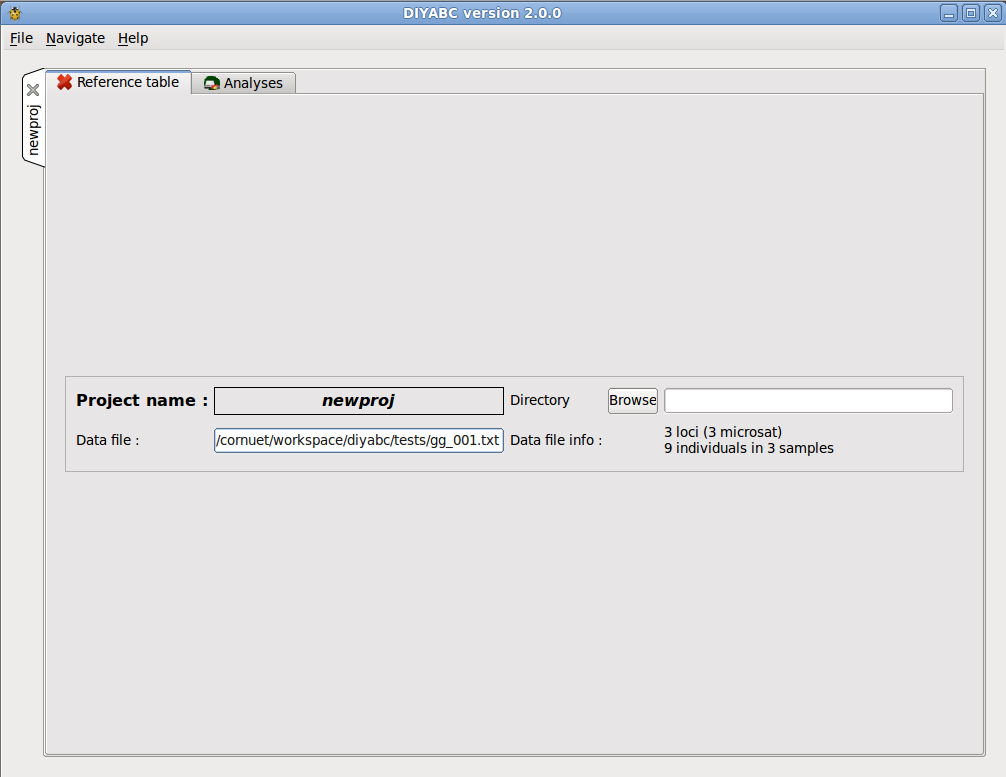 DIYABC version 2.0.0
File Navigate Help
newproj
Reference table
Analyses
Project name :
newproj
Directory
Browse
Data file :
/cornuet/workspace/diyabc/tests/gg_001.txt
Data file info :
3 loci (3 microsat)
9 individuals in 3 samples